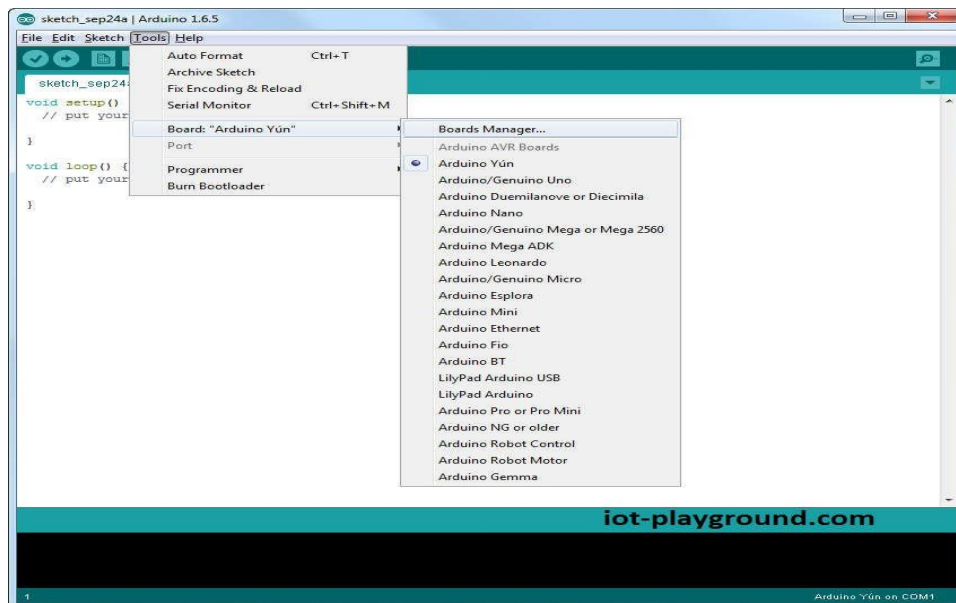 sketch_sep24a | Arduino 1.6.5
File Edit Sketch Tools Help
sketch_sep24a
void setup()
// put your
}
void loop() {
// put your
}
Auto Format Ctrl+T
Archive Sketch
Fix Encoding & Reload
Serial Monitor Ctrl+Shift+M
Board: "Arduino Yún"
Port
Programmer
Burn Bootloader
Boards Manager...
Arduino AVR Boards
Arduino Yún
Arduino/Genuino Uno
Arduino Duemilanove or Diecimila
Arduino Nano
Arduino/Genuino Mega or Mega 2560
Arduino Mega ADK
Arduino Leonardo
Arduino/Genuino Micro
Arduino Esplora
Arduino Mini
Arduino Ethernet
Arduino Fio
Arduino BT
LilyPad Arduino USB
LilyPad Arduino
Arduino Pro or Pro Mini
Arduino NG or older
Arduino Robot Control
Arduino Robot Motor
Arduino Gemma
iot-playground.com
1
Arduino Yún on COM1